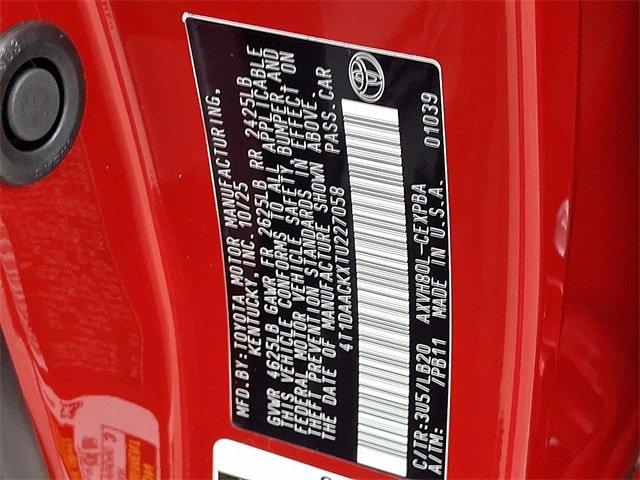 MFD.BY:TOYOTA MOTOR MANUFACTURING,
KENTUCKY, INC. 10/25
GVWR 4625LB GAWR FR 2625LB RR 2425LB
THIS VEHICLE CONFORMS TO ALL APPLICABLE
FEDERAL MOTOR VEHICLE SAFETY, BUMPER, AND
THEFT PREVENTION STANDARDS IN EFFECT ON
THE DATE OF MANUFACTURE SHOWN ABOVE.
4T1DAACKXTU227058 PASS.CAR
C/TR:3U5/LB20 AXVH80L-CEXPBA 01039
A/TM: /PB11 MADE IN U.S.A.